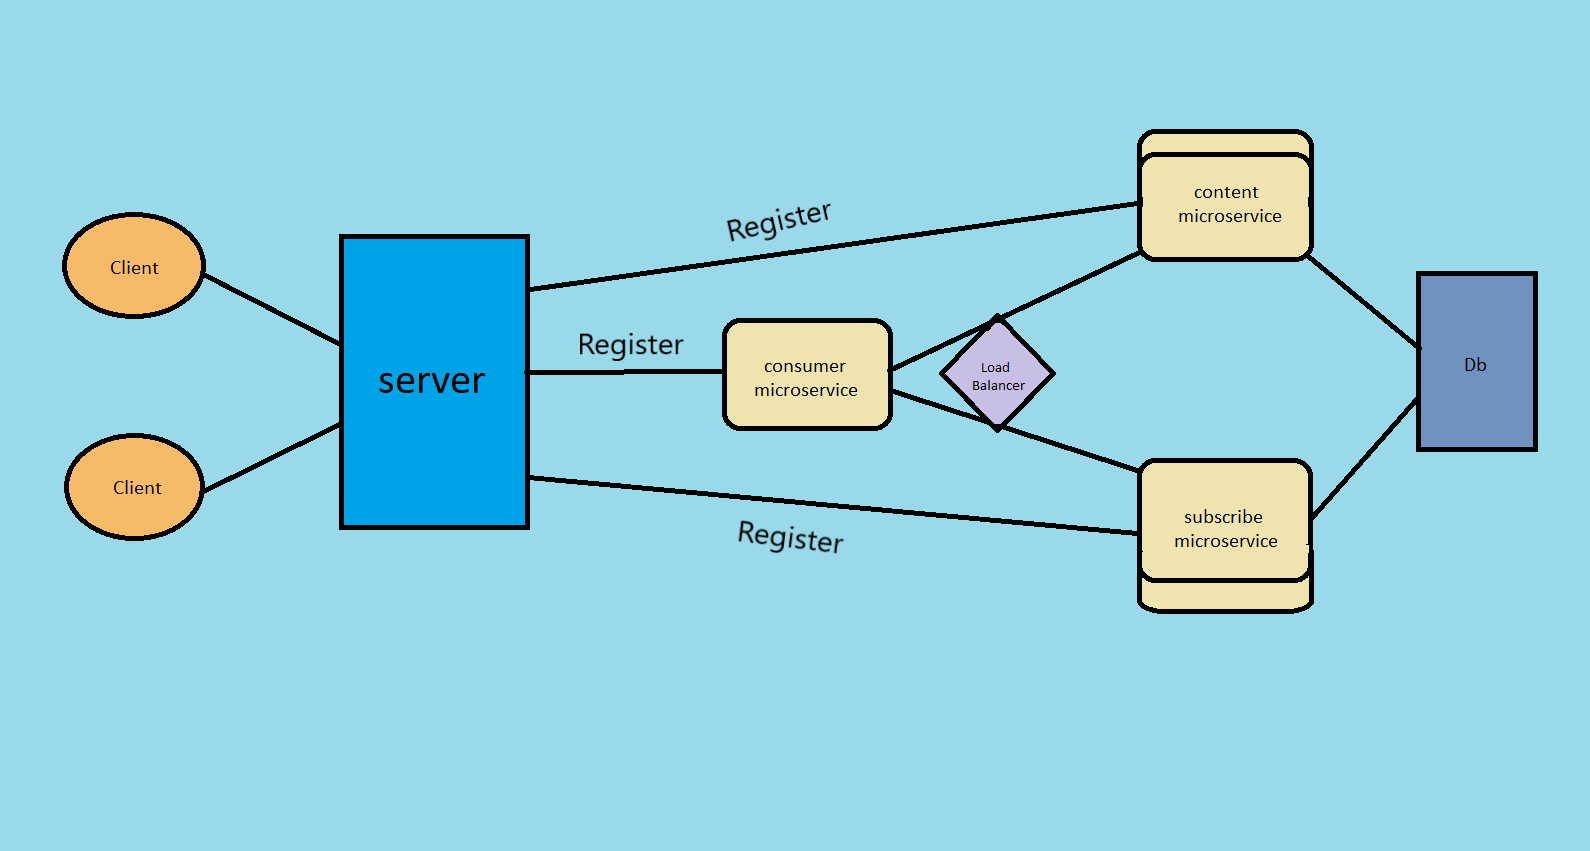 Client
Client
server
Register
Register
Register
consumer
microservice
Load
Balancer
content
microservice
subscribe
microservice
Db